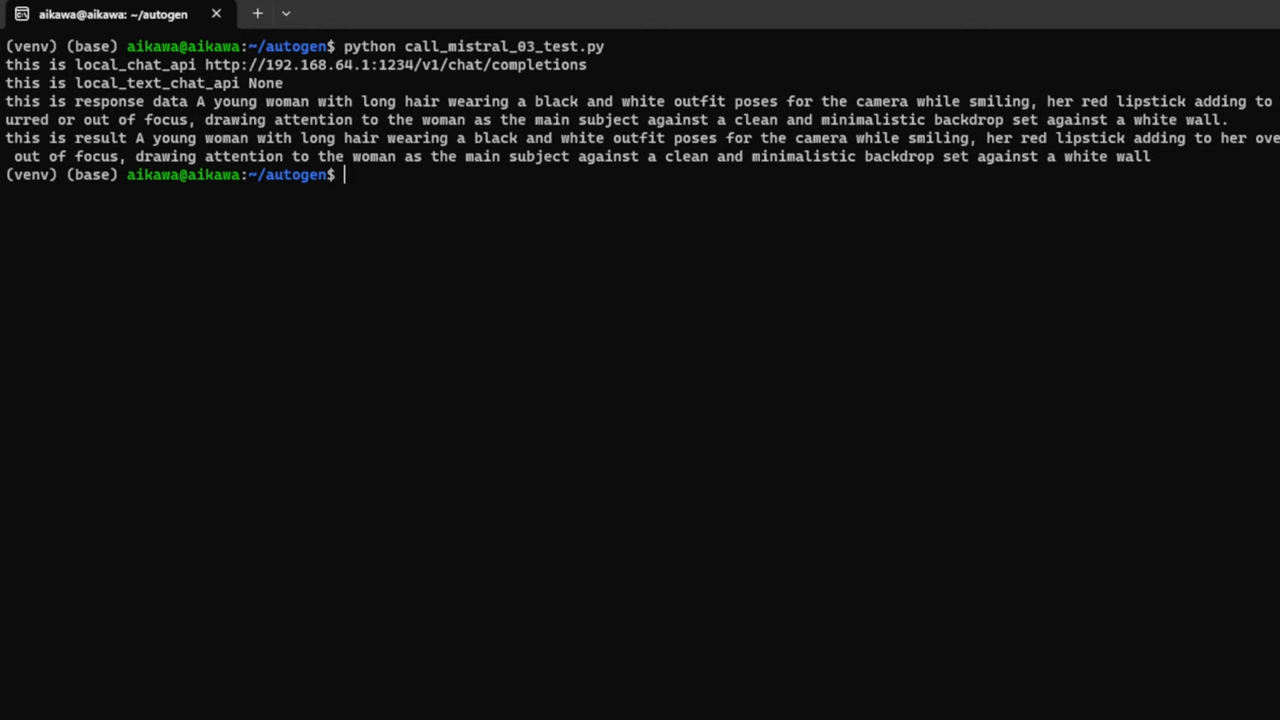 aikawa@aikawa: ~/autogen
(venv) (base) aikawa@aikawa:~/autogen$ python call_mistral_03_test.py
this is local_chat_api http://192.168.64.1:1234/v1/chat/completions
this is local_text_chat_api None
this is response data A young woman with long hair wearing a black and white outfit poses for the camera while smiling, her red lipstick adding to
urred or out of focus, drawing attention to the woman as the main subject against a clean and minimalistic backdrop set against a white wall.
this is result A young woman with long hair wearing a black and white outfit poses for the camera while smiling, her red lipstick adding to her ove
out of focus, drawing attention to the woman as the main subject against a clean and minimalistic backdrop set against a white wall
(venv) (base) aikawa@aikawa:~/autogen$